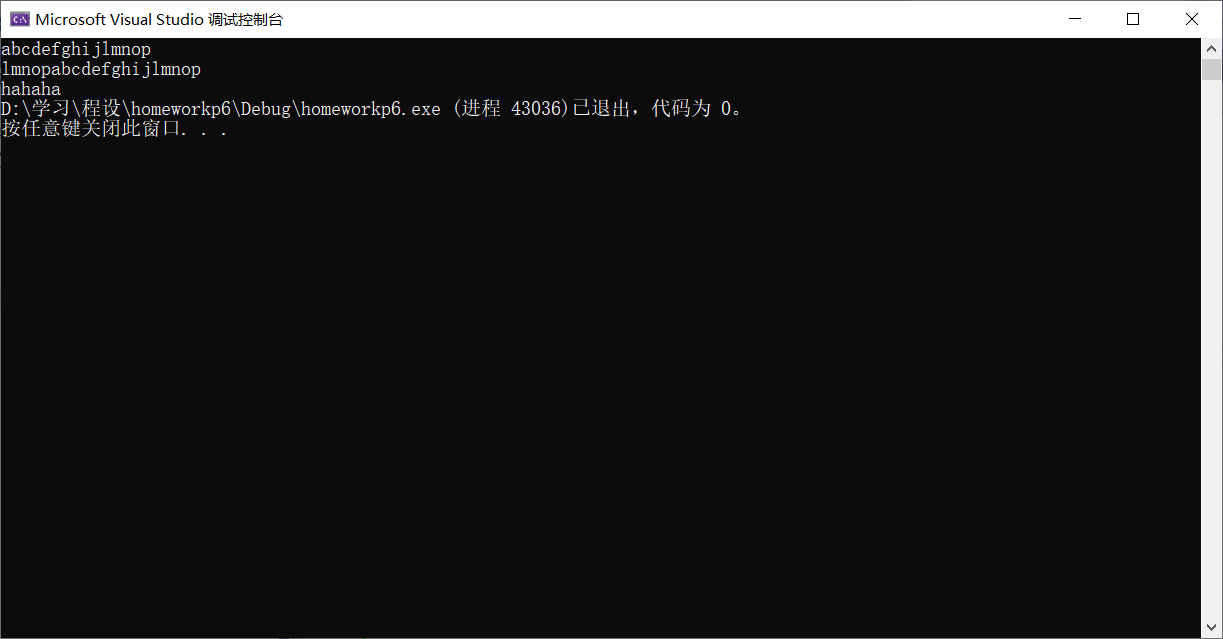 Microsoft Visual Studio 调试控制台
abcdefghijlmnop
lmnopabcdefghijlmnop
hahaha
D:\学习\程设\homeworkp6\Debug\homeworkp6.exe (进程 43036)已退出，代码为 0。
按任意键关闭此窗口. . .